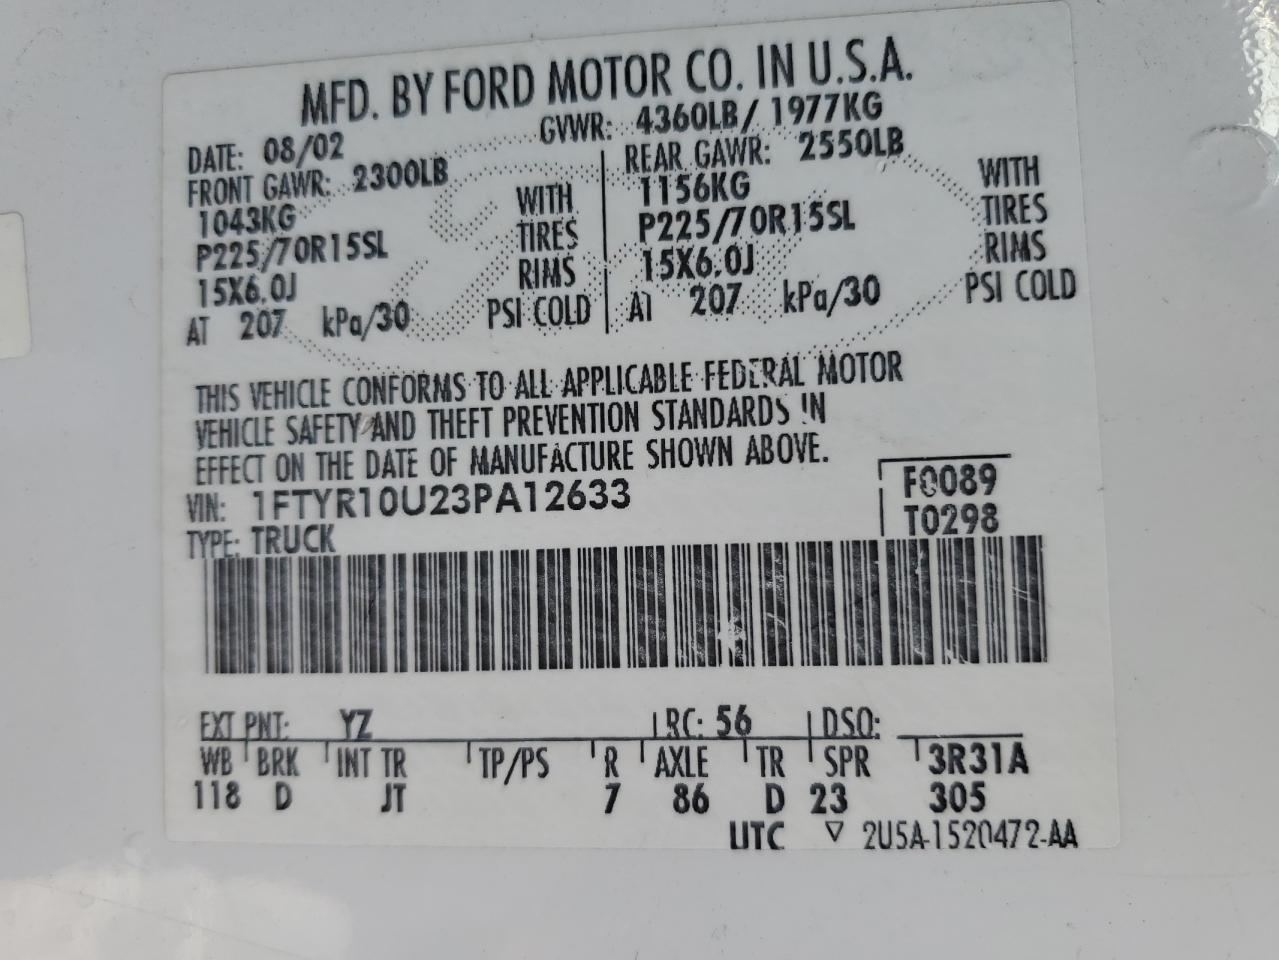 MFD. BY FORD MOTOR CO. IN U.S.A.
DATE: 08/02 GVWR: 4360LB/ 1977KG
FRONT GAWR: 2300LB REAR GAWR: 2550LB
1043KG WITH 1156KG WITH
P225/70R15SL TIRES P225/70R15SL TIRES
15X6.0J RIMS 15X6.0J RIMS
AT 207 kPa/30 PSI COLD AT 207 kPa/30 PSI COLD
THIS VEHICLE CONFORMS TO ALL APPLICABLE FEDERAL MOTOR
VEHICLE SAFETY AND THEFT PREVENTION STANDARDS IN
EFFECT ON THE DATE OF MANUFACTURE SHOWN ABOVE.
VIN: 1FTYR10U23PA12633 F0089
TYPE: TRUCK T0298
EXT PNT: YZ RC: 56 DSO:
WB BRK INT TR TP/PS R AXLE TR SPR 3R31A
118 D JT 7 86 D 23 305
UTC ▽ 2U5A-1520472-AA